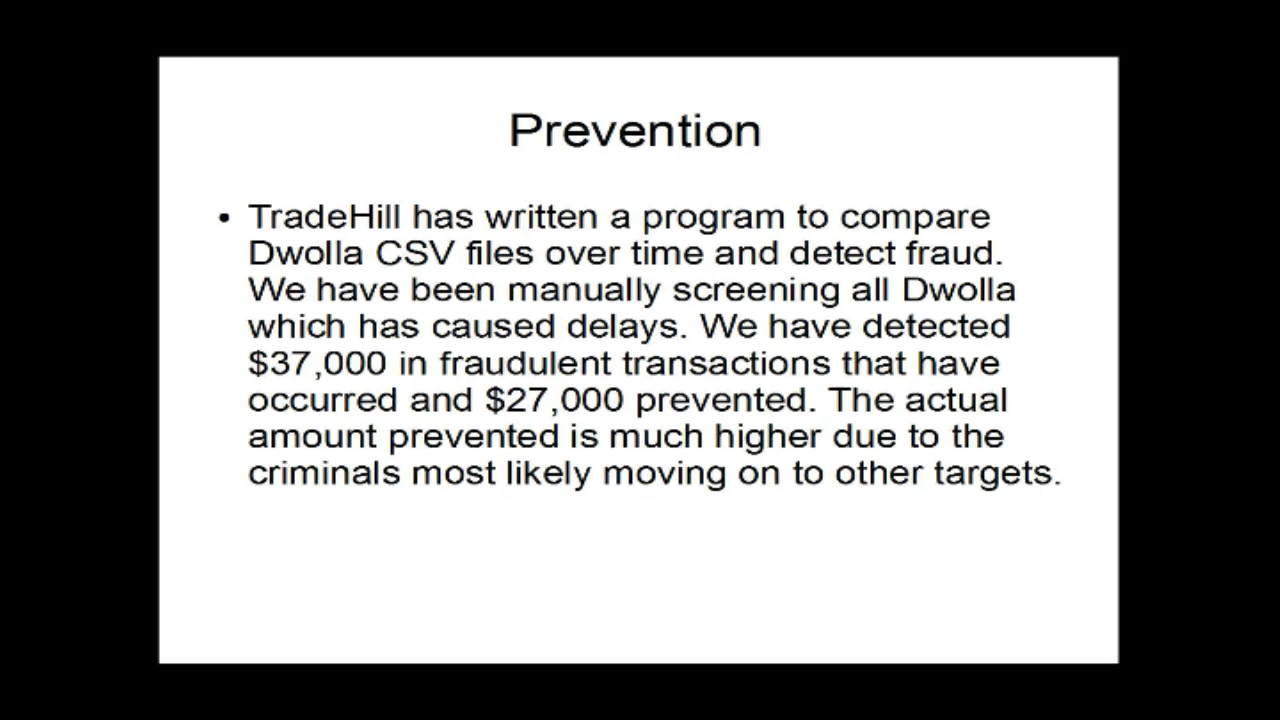 Prevention
• TradeHill has written a program to compare
Dwolla CSV files over time and detect fraud.
We have been manually screening all Dwolla
which has caused delays. We have detected
$37,000 in fraudulent transactions that have
occurred and $27,000 prevented. The actual
amount prevented is much higher due to the
criminals most likely moving on to other targets.